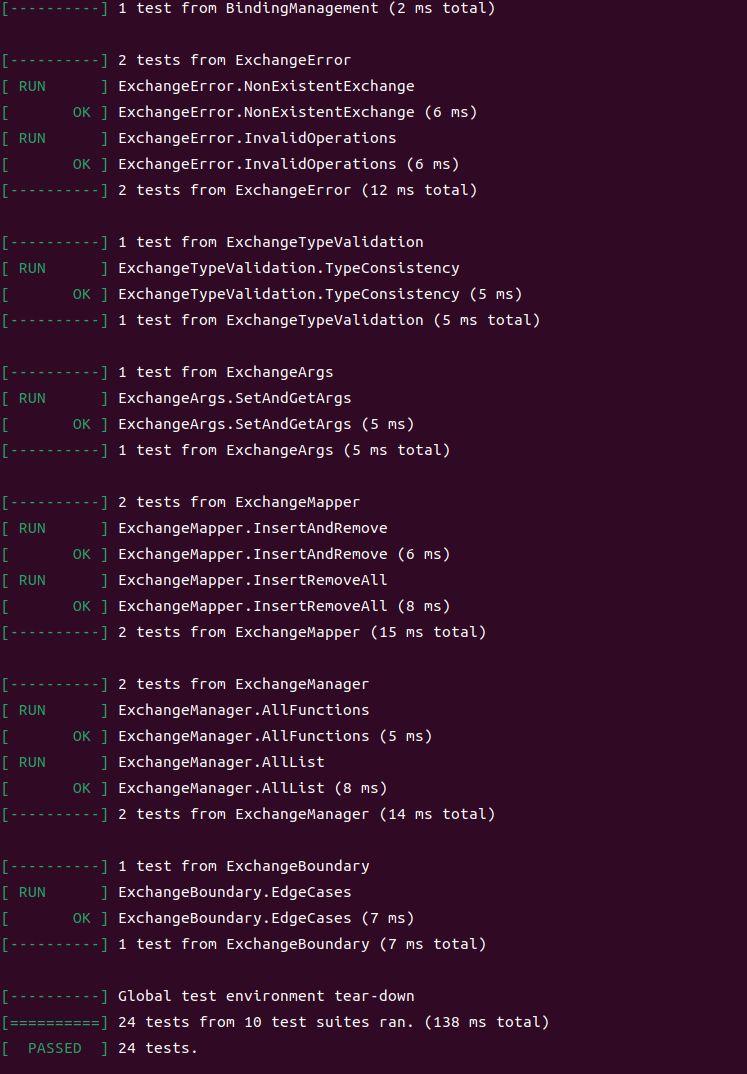 [----------] 1 test from BindingManagement (2 ms total)

[----------] 2 tests from ExchangeError
[ RUN      ] ExchangeError.NonExistentExchange
[       OK ] ExchangeError.NonExistentExchange (6 ms)
[ RUN      ] ExchangeError.InvalidOperations
[       OK ] ExchangeError.InvalidOperations (6 ms)
[----------] 2 tests from ExchangeError (12 ms total)

[----------] 1 test from ExchangeTypeValidation
[ RUN      ] ExchangeTypeValidation.TypeConsistency
[       OK ] ExchangeTypeValidation.TypeConsistency (5 ms)
[----------] 1 test from ExchangeTypeValidation (5 ms total)

[----------] 1 test from ExchangeArgs
[ RUN      ] ExchangeArgs.SetAndGetArgs
[       OK ] ExchangeArgs.SetAndGetArgs (5 ms)
[----------] 1 test from ExchangeArgs (5 ms total)

[----------] 2 tests from ExchangeMapper
[ RUN      ] ExchangeMapper.InsertAndRemove
[       OK ] ExchangeMapper.InsertAndRemove (6 ms)
[ RUN      ] ExchangeMapper.InsertRemoveAll
[       OK ] ExchangeMapper.InsertRemoveAll (8 ms)
[----------] 2 tests from ExchangeMapper (15 ms total)

[----------] 2 tests from ExchangeManager
[ RUN      ] ExchangeManager.AllFunctions
[       OK ] ExchangeManager.AllFunctions (5 ms)
[ RUN      ] ExchangeManager.AllList
[       OK ] ExchangeManager.AllList (8 ms)
[----------] 2 tests from ExchangeManager (14 ms total)

[----------] 1 test from ExchangeBoundary
[ RUN      ] ExchangeBoundary.EdgeCases
[       OK ] ExchangeBoundary.EdgeCases (7 ms)
[----------] 1 test from ExchangeBoundary (7 ms total)

[----------] Global test environment tear-down
[==========] 24 tests from 10 test suites ran. (138 ms total)
[  PASSED  ] 24 tests.